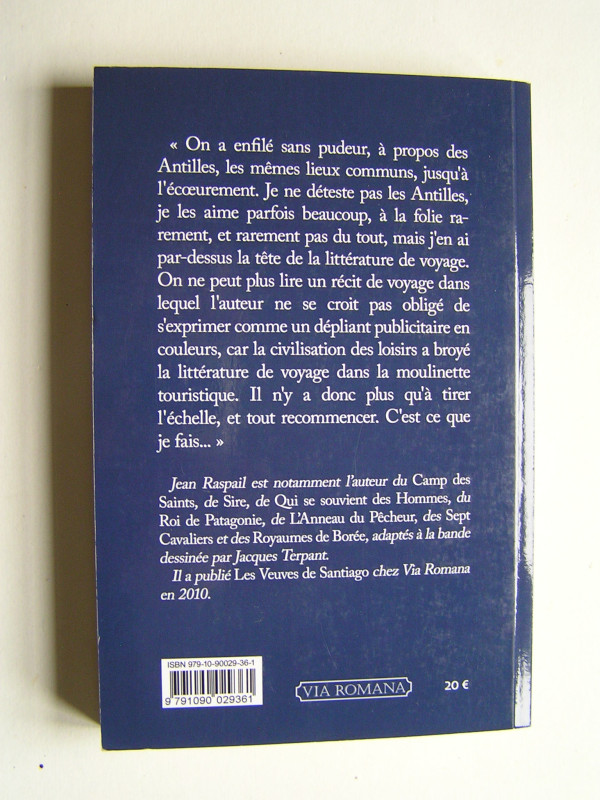 « On a enfilé sans pudeur, à propos des
Antilles, les mêmes lieux communs, jusqu'à
l'écœurement. Je ne déteste pas les Antilles,
je les aime parfois beaucoup, à la folie ra-
rement, et rarement pas du tout, mais j'en ai
par-dessus la tête de la littérature de voyage.
On ne peut plus lire un récit de voyage dans
lequel l'auteur ne se croit pas obligé de
s'exprimer comme un dépliant publicitaire en
couleurs, car la civilisation des loisirs a broyé
la littérature de voyage dans la moulinette
touristique. Il n'y a donc plus qu'à tirer
l'échelle, et tout recommencer. C'est ce que
je fais... »
Jean Raspail est notamment l'auteur du Camp des
Saints, de Sire, de Qui se souvient des Hommes, du
Roi de Patagonie, de L'Anneau du Pêcheur, des Sept
Cavaliers et des Royaumes de Borée, adaptés à la bande
dessinée par Jacques Terpant.
Il a publié Les Veuves de Santiago chez Via Romana
en 2010.
ISBN 979-10-90029-36-1
9 791090 029361
VIA ROMANA
20 €